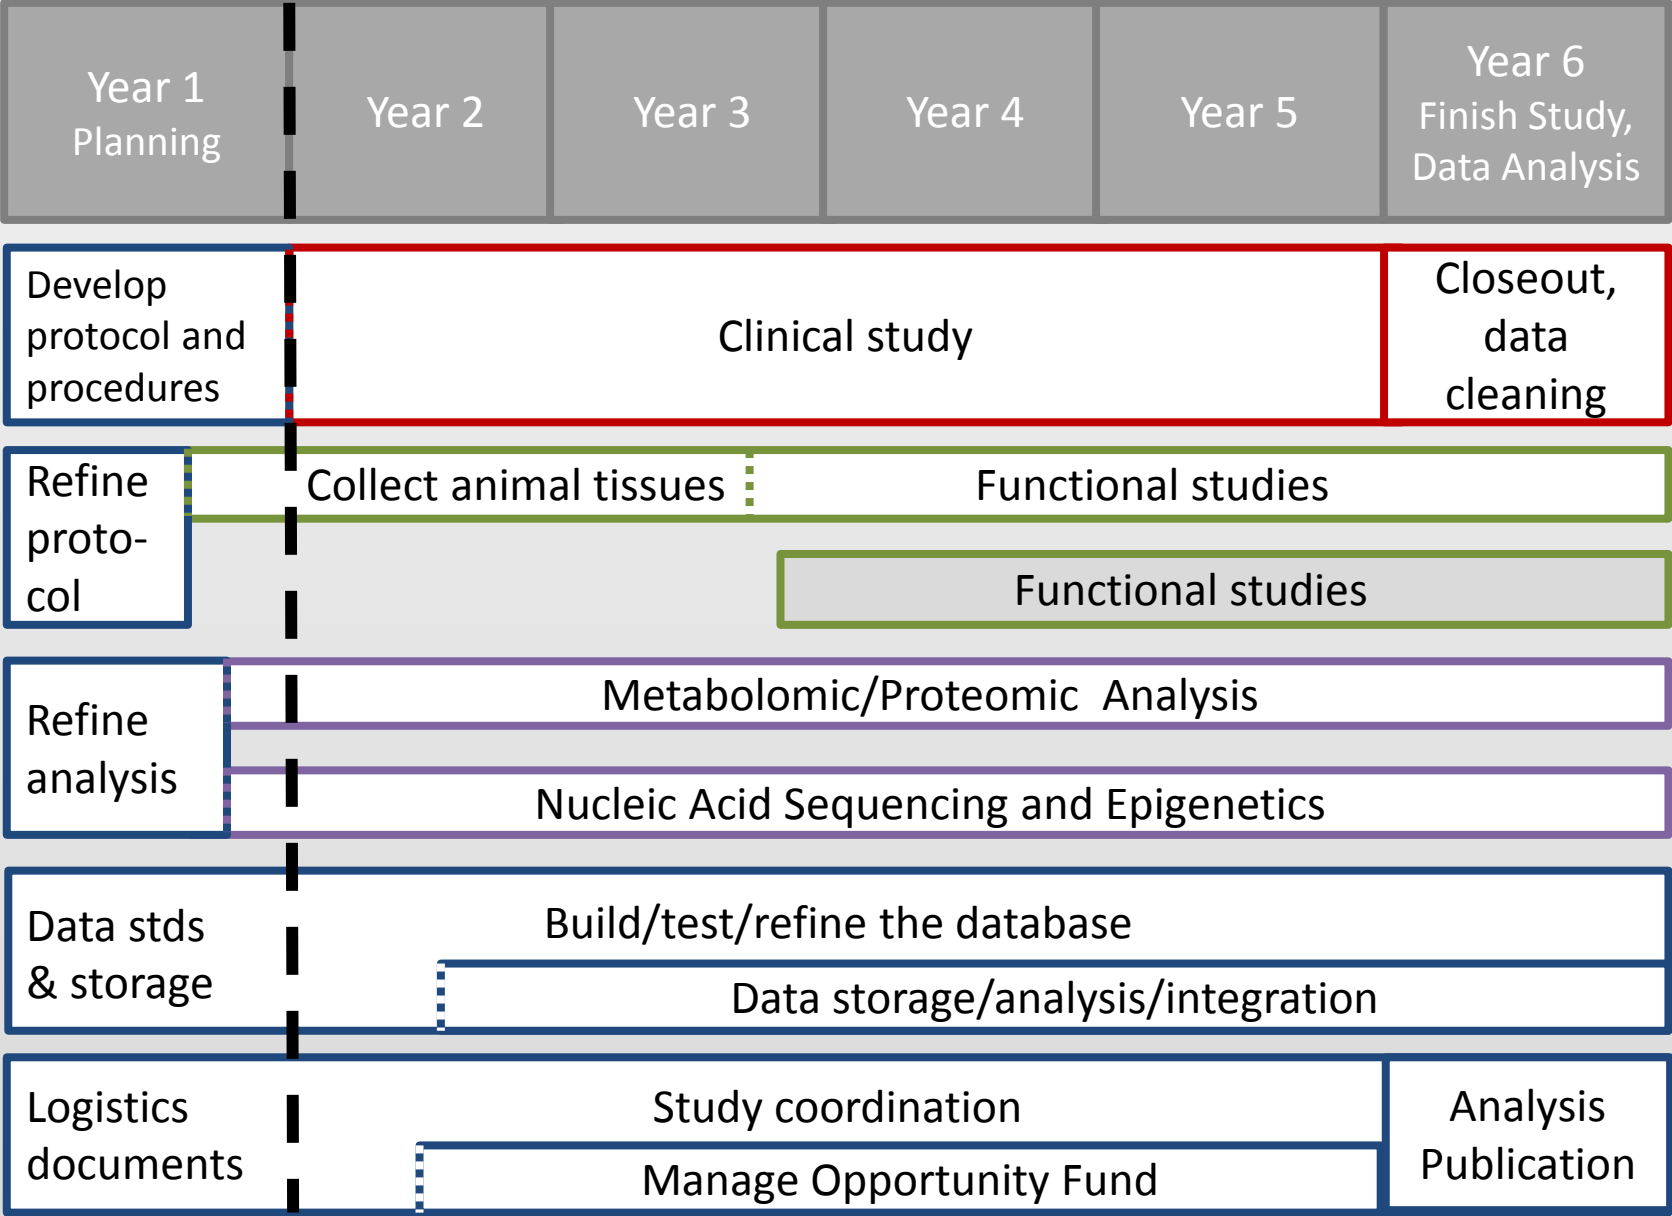 Year 1
Planning
Year 2
Year 3
Year 4
Year 5
Year 6
Finish Study,
Data Analysis
Develop
protocol and
procedures
Clinical study
Closeout,
data
cleaning
Refine
proto-
col
Collect animal tissues
Functional studies
Functional studies
Refine
analysis
Metabolomic/Proteomic Analysis
Nucleic Acid Sequencing and Epigenetics
Data stds
& storage
Build/test/refine the database
Data storage/analysis/integration
Logistics
documents
Study coordination
Manage Opportunity Fund
Analysis
Publication